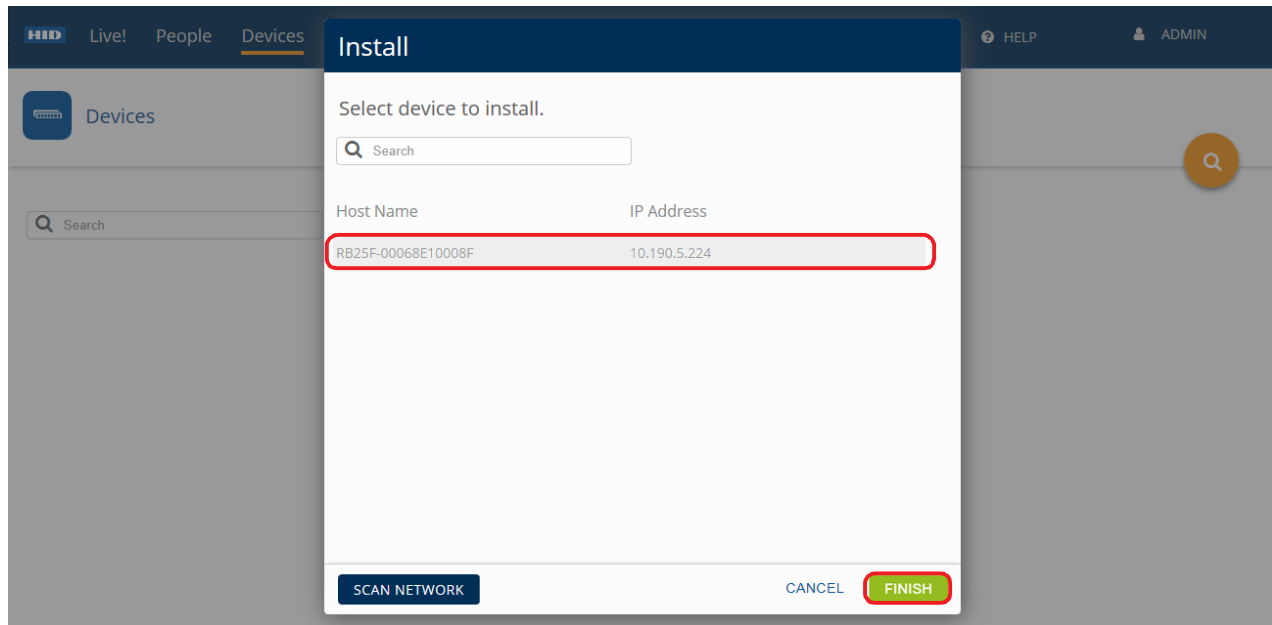 HID Live! People Devices
HELP
ADMIN
Devices
Search
Install
Select device to install.
Search
Host Name IP Address
RB25F-00068E10008F 10.190.5.224
SCAN NETWORK CANCEL FINISH